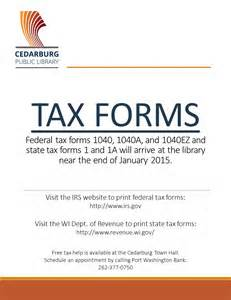 CEDARBURG
PUBLIC LIBRARY
TAX FORMS
Federal tax forms 1040, 1040A, and 1040EZ and
state tax forms 1 and 1A will arrive at the library
near the end of January 2015.
Visit the IRS website to print federal tax forms:
http://www.irs.gov
Visit the WI Dept. of Revenue to print state tax forms:
http://www.revenue.wi.gov/
Free tax help is available at the Cedarburg Town Hall.
Schedule an appointment by calling Port Washington Bank:
262-377-0750